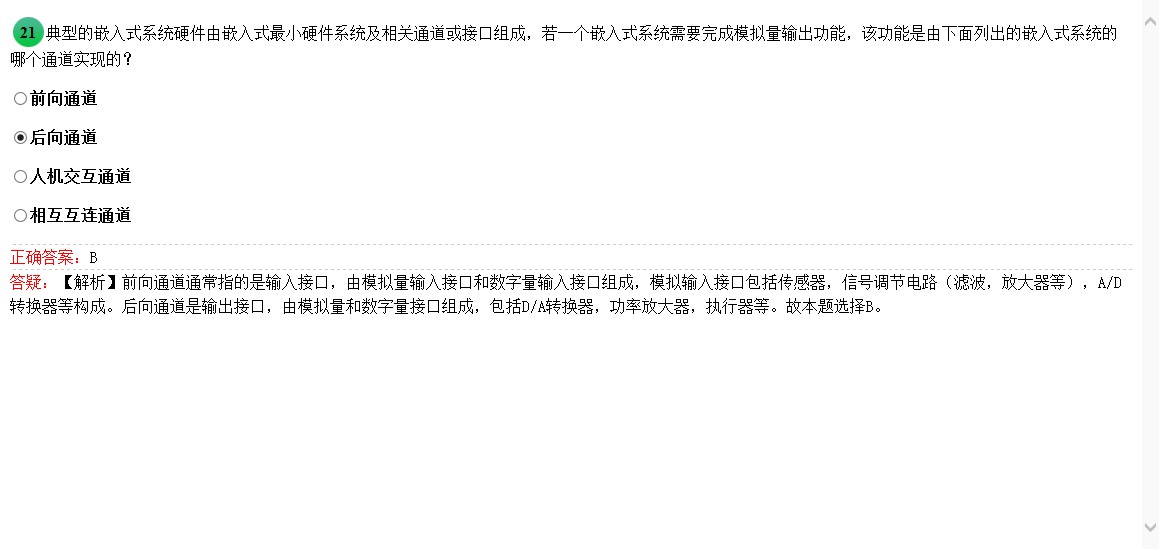 21 典型的嵌入式系统硬件由嵌入式最小硬件系统及相关通道或接口组成，若一个嵌入式系统需要完成模拟量输出功能，该功能是由下面列出的嵌入式系统的
哪个通道实现的？
前向通道
后向通道
人机交互通道
相互互连通道
正确答案：B
答疑：【解析】前向通道通常指的是输入接口，由模拟量输入接口和数字量输入接口组成，模拟输入接口包括传感器，信号调节电路（滤波，放大器等），A/D
转换器等构成。后向通道是输出接口，由模拟量和数字量接口组成，包括D/A转换器，功率放大器，执行器等。故本题选择B。